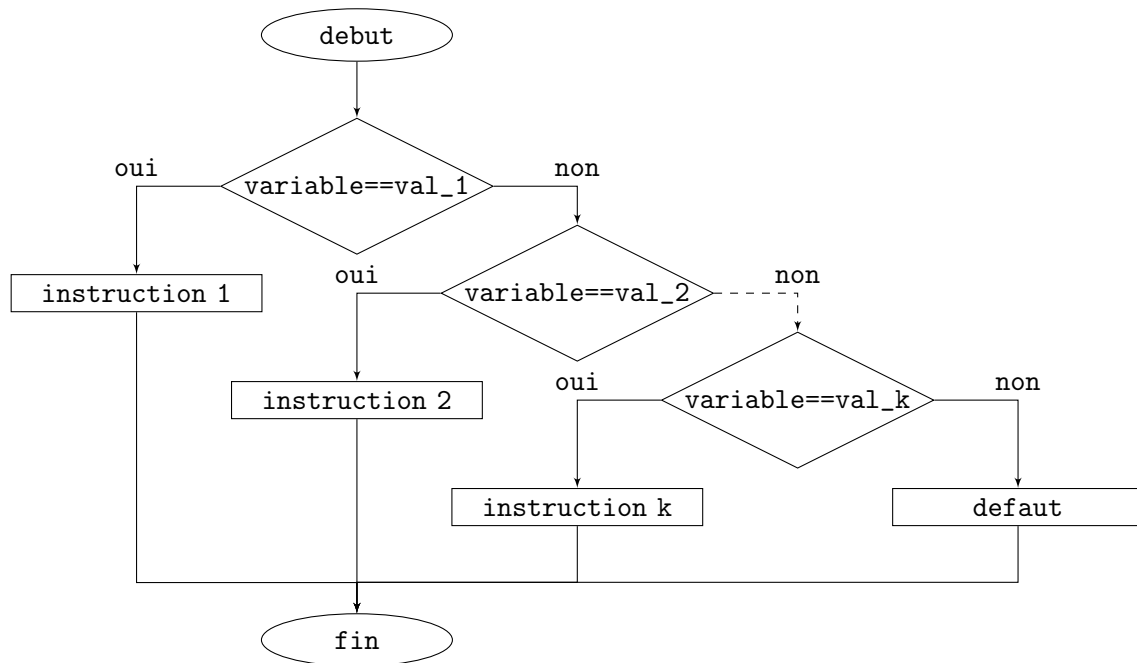 debut
oui
non
variable==val_1
oui
non
instruction 1
variable==val_2
oui
non
instruction 2
variable==val_k
instruction k
defaut
fin